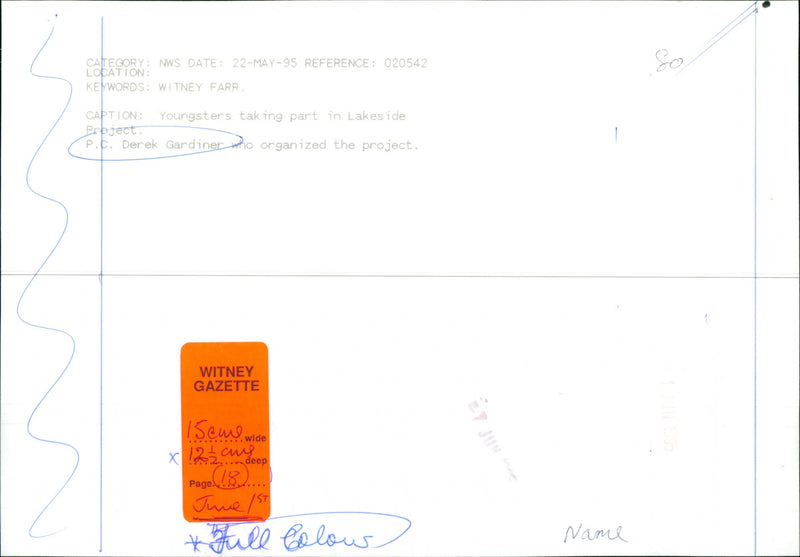 CATEGORY: NWS DATE: 22-MAY-95 REFERENCE: 020542
LOCATION:
KEYWORDS: WITNEY FARR.
80
CAPTION: Youngsters taking part in Lakeside
Project.
P.C. Derek Gardiner who organized the project.
WITNEY
GAZETTE
15cms wide
x 12½ cms deep
Page 18
June 1st
* Full Colour
Name